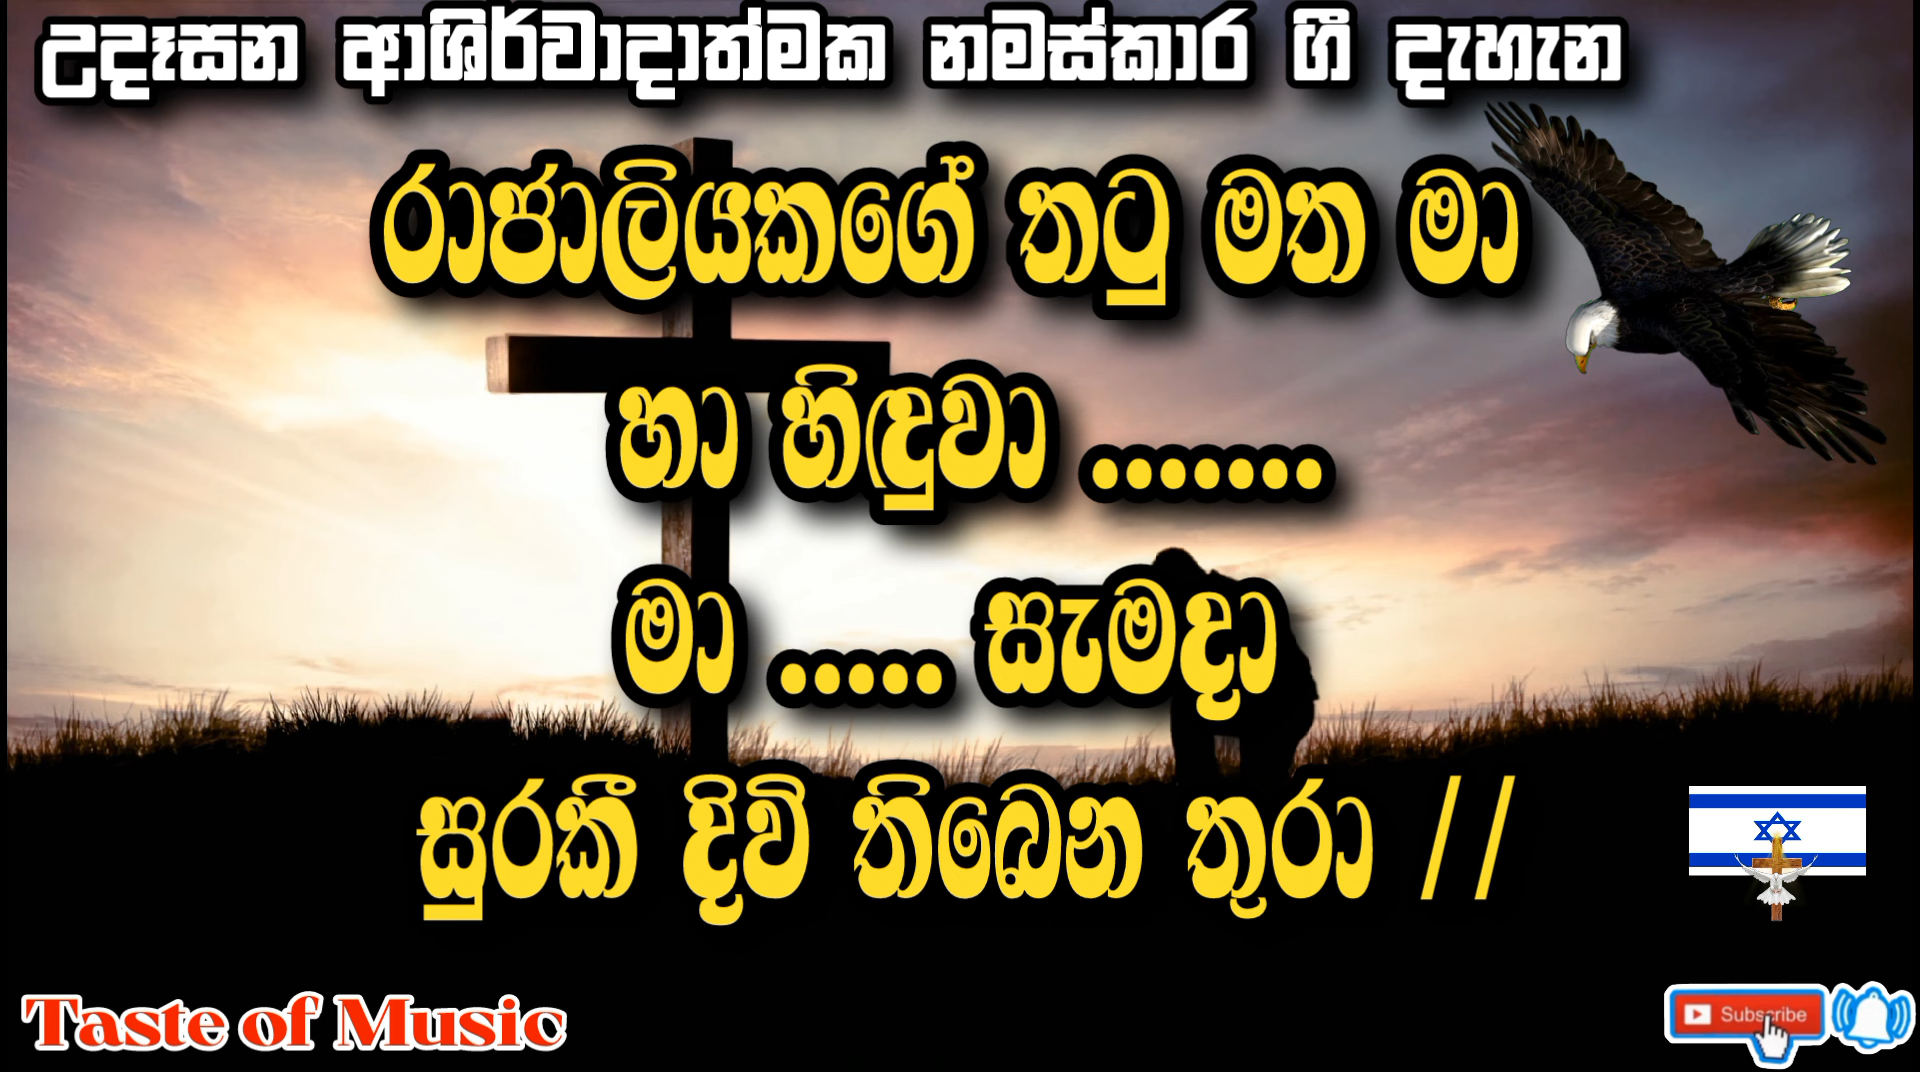 උදෑසන ආශිර්වාදාත්මක නමස්කාර ගී දැහැන
රාජාලියකගේ තටු මත මා
හා හිඳුවා .......
මා ..... සැමදා
සුරකී දිවි තිබෙන තුරා //
Taste of Music
Subscribe